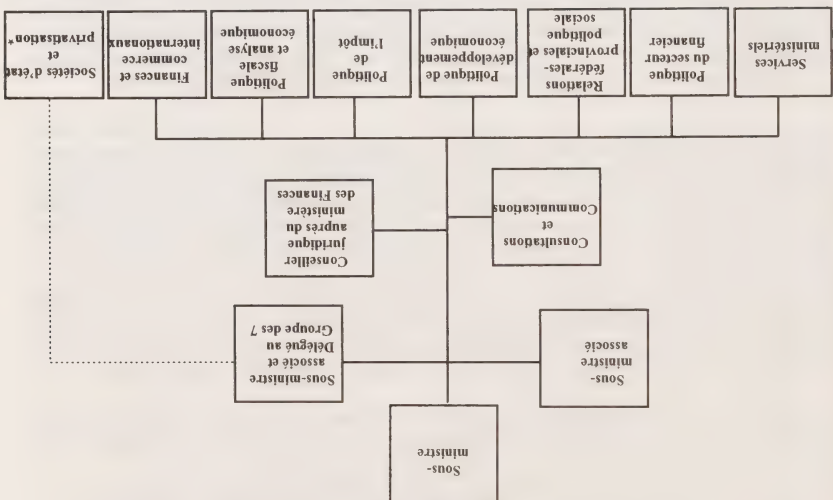 Sous-
ministre
Sous-
ministre
associé
Sous-ministre
associé et
Délégué au
Groupe des 7
Consultations
et
Communications
Conseiller
juridique
auprès du
ministère
des Finances
Services
ministériels
Politique
du secteur
financier
Relations
fédérales-
provinciales et
politique
sociale
Politique de
développement
économique
Politique
de
l'impôt
Politique
fiscale
et analyse
économique
Finances et
commerce
internationaux
Sociétés d'état
et
privatisation*